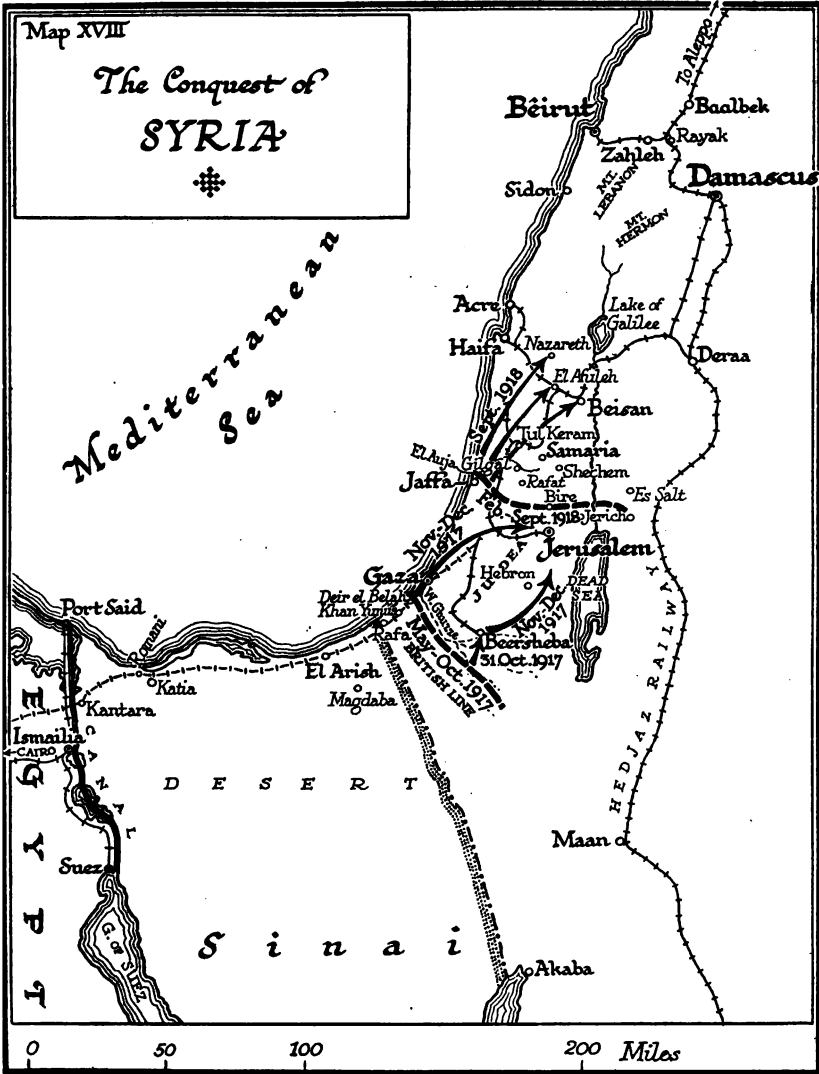 Map XVIII
The Conquest of
SYRIA
To Aleppo
Baalbek
Bêirut
Rayak
Zahleh
Damascus
MT.
LEBANON
Sidon
MT.
HERMON
Mediterranean
Sea
Acre
Lake of
Galilee
Haifa
Nazareth
Deraa
El Afuleh
Sept. 1918
Beisan
Tul Keram
El Auja
Gilgal
Samaria
Shechem
Jaffa
Rafat
Es Salt
Bire
Nov.-Dec.
1917
Feb.
Sept. 1918
Jericho
JUDEA
Jerusalem
Gaza
Hebron
DEAD
SEA
Deir el Belah
Khan Yunus
W. Ghuzze
Nov.-Dec.
1917
Port Said
Rafa
Beersheba
31 Oct. 1917
Romani
May-Oct. 1917
BRITISH LINE
El Arish
Katia
Magdaba
Kantara
HEDJAZ RAILWAY
EGYPT
Ismailia
CAIRO
CANAL
DESERT
Maan
Suez
Sinai
G. OF SUEZ
Akaba
0 50 100 200 Miles